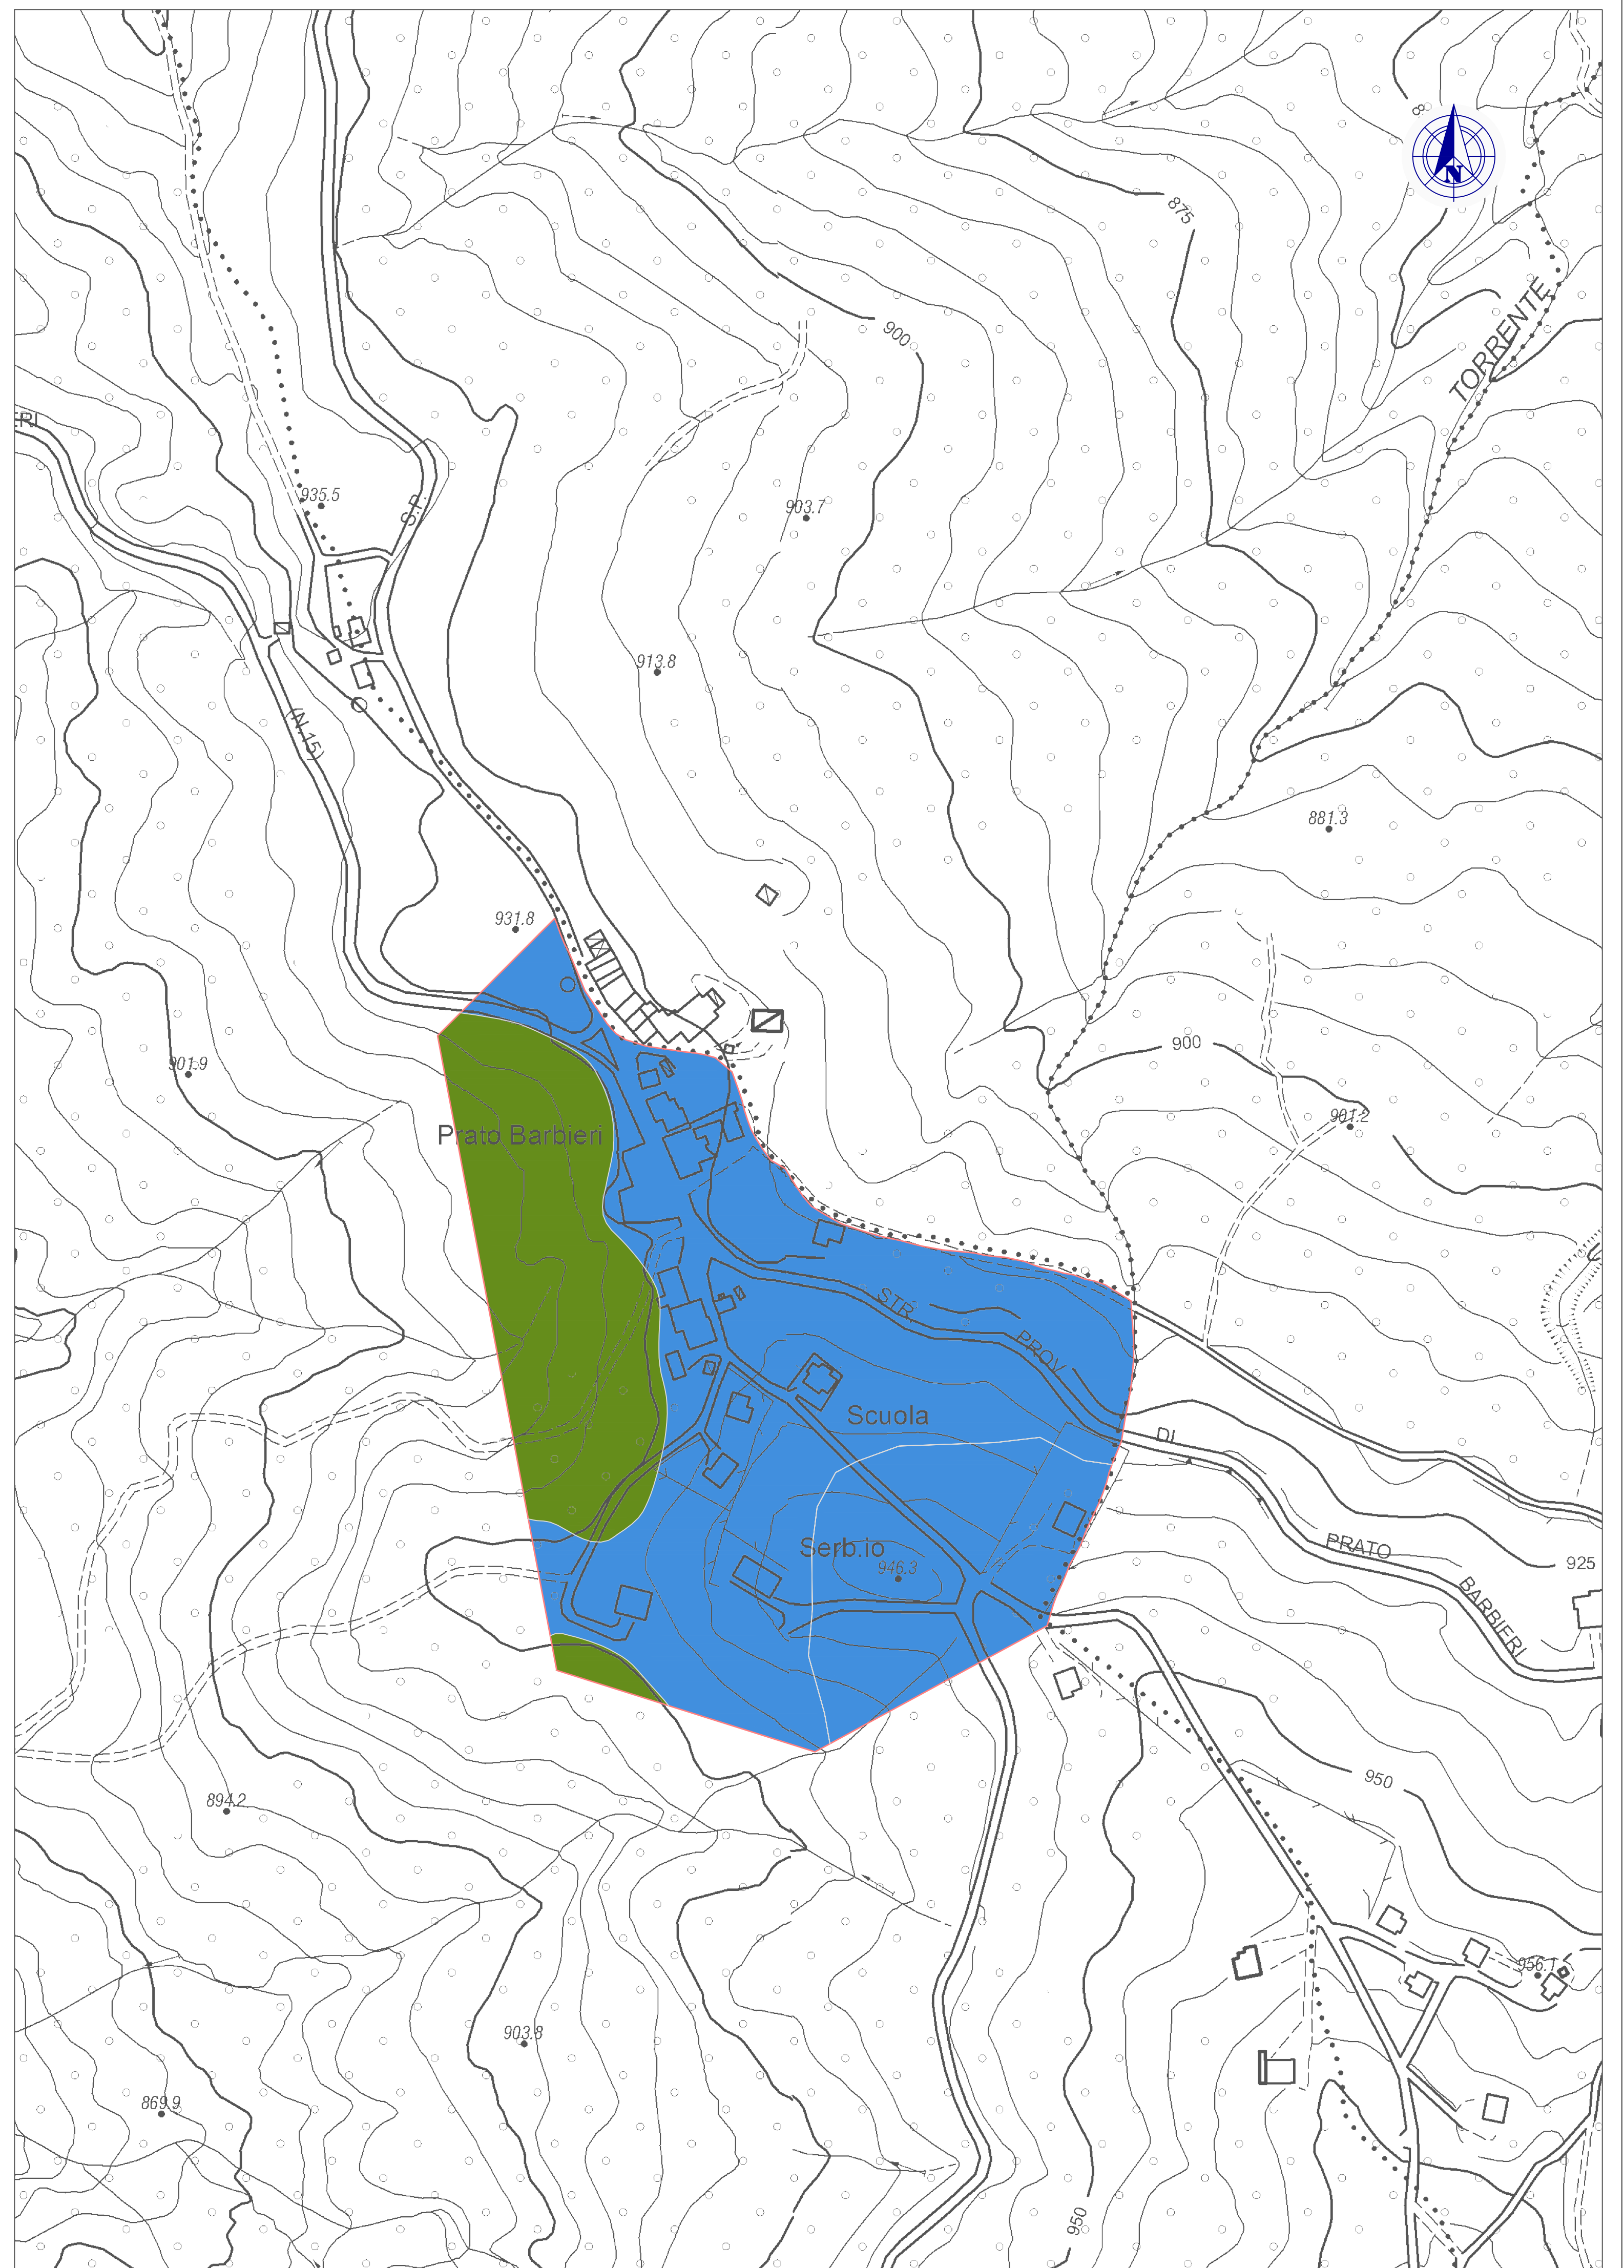 8
N
875
TORRENTE
900
ERI
935.5
S.P.
903.7
913.8
(N.15)
881.3
931.8
900
901.9
901.2
Prato Barbieri
STR.
PROV.
Scuola
DI
Serb.io
946.3
PRATO
925
BARBIERI
950
894.2
956.1
903.8
869.9
950